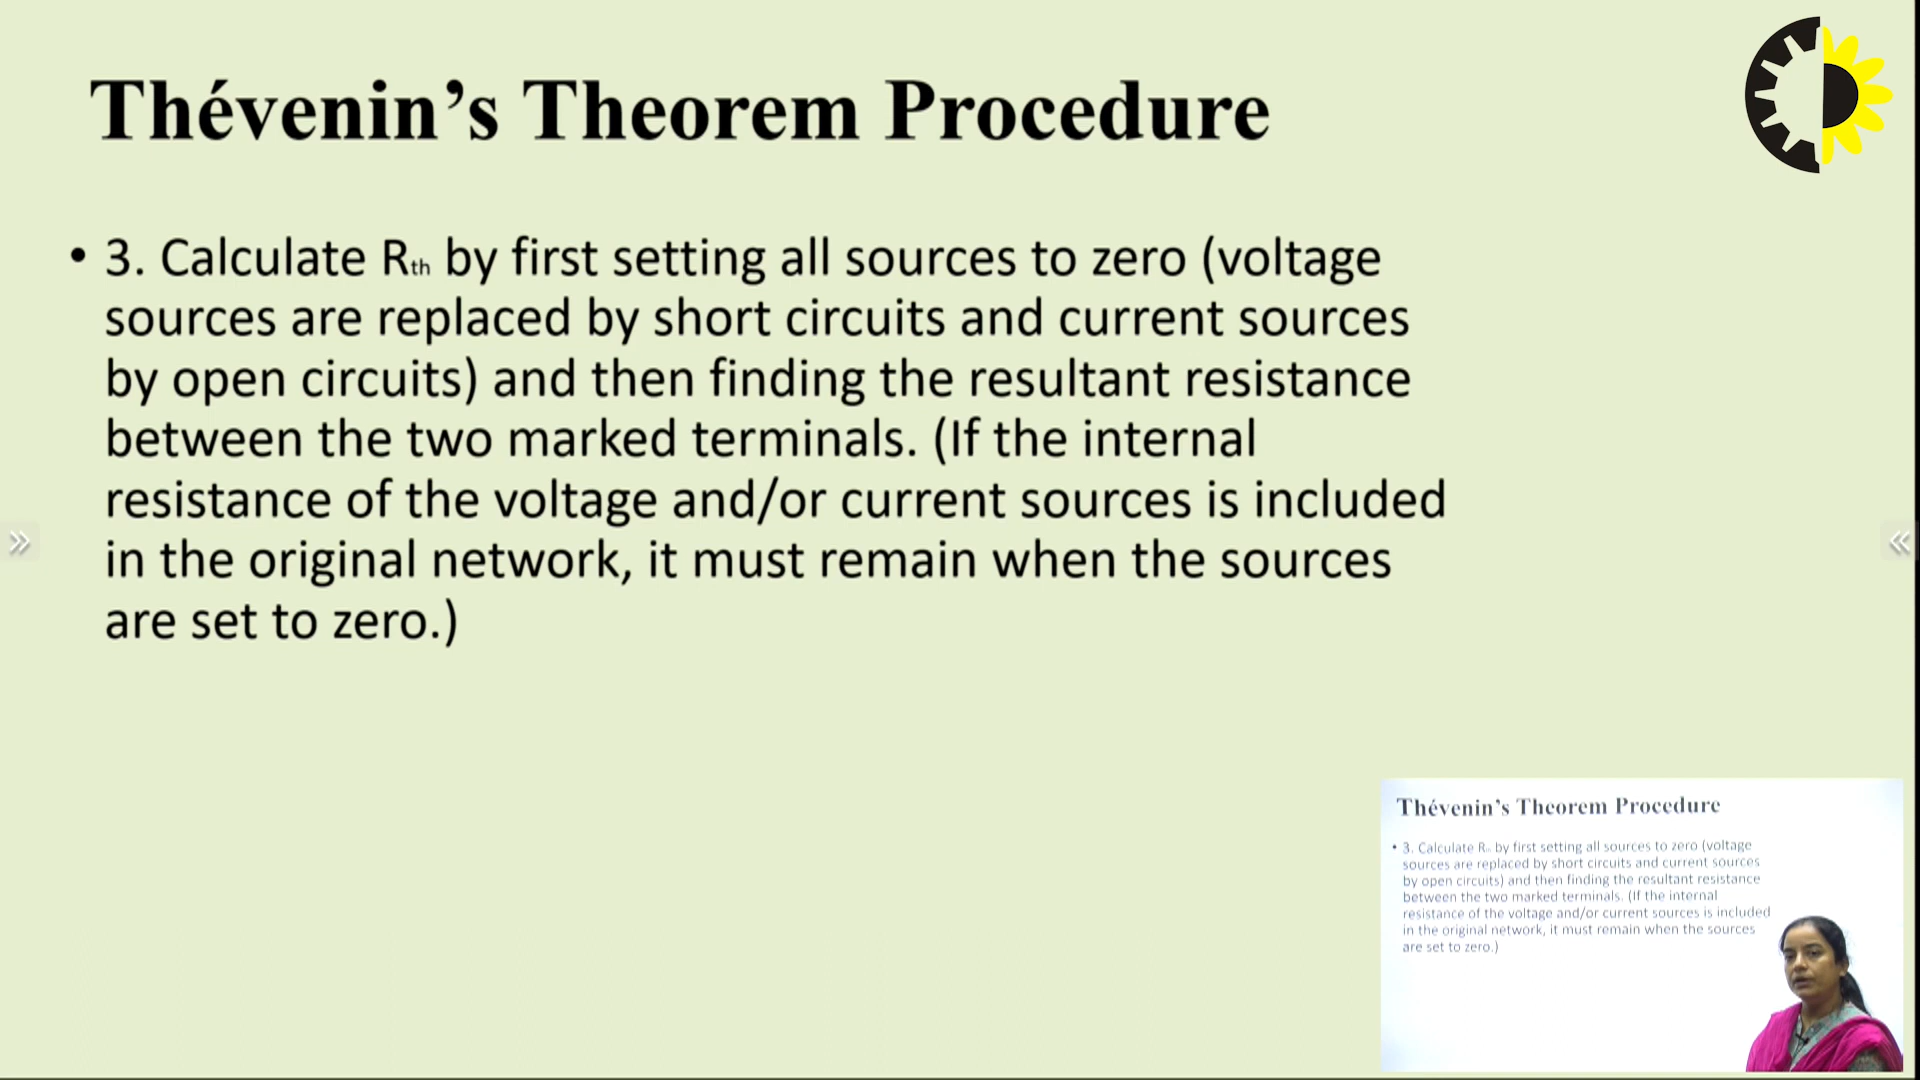 Thévenin’s Theorem Procedure
• 3. Calculate Rth by first setting all sources to zero (voltage
sources are replaced by short circuits and current sources
by open circuits) and then finding the resultant resistance
between the two marked terminals. (If the internal
resistance of the voltage and/or current sources is included
in the original network, it must remain when the sources
are set to zero.)
Thévenin’s Theorem Procedure
• 3. Calculate Rth by first setting all sources to zero (voltage
sources are replaced by short circuits and current sources
by open circuits) and then finding the resultant resistance
between the two marked terminals. (If the internal
resistance of the voltage and/or current sources is included
in the original network, it must remain when the sources
are set to zero.)